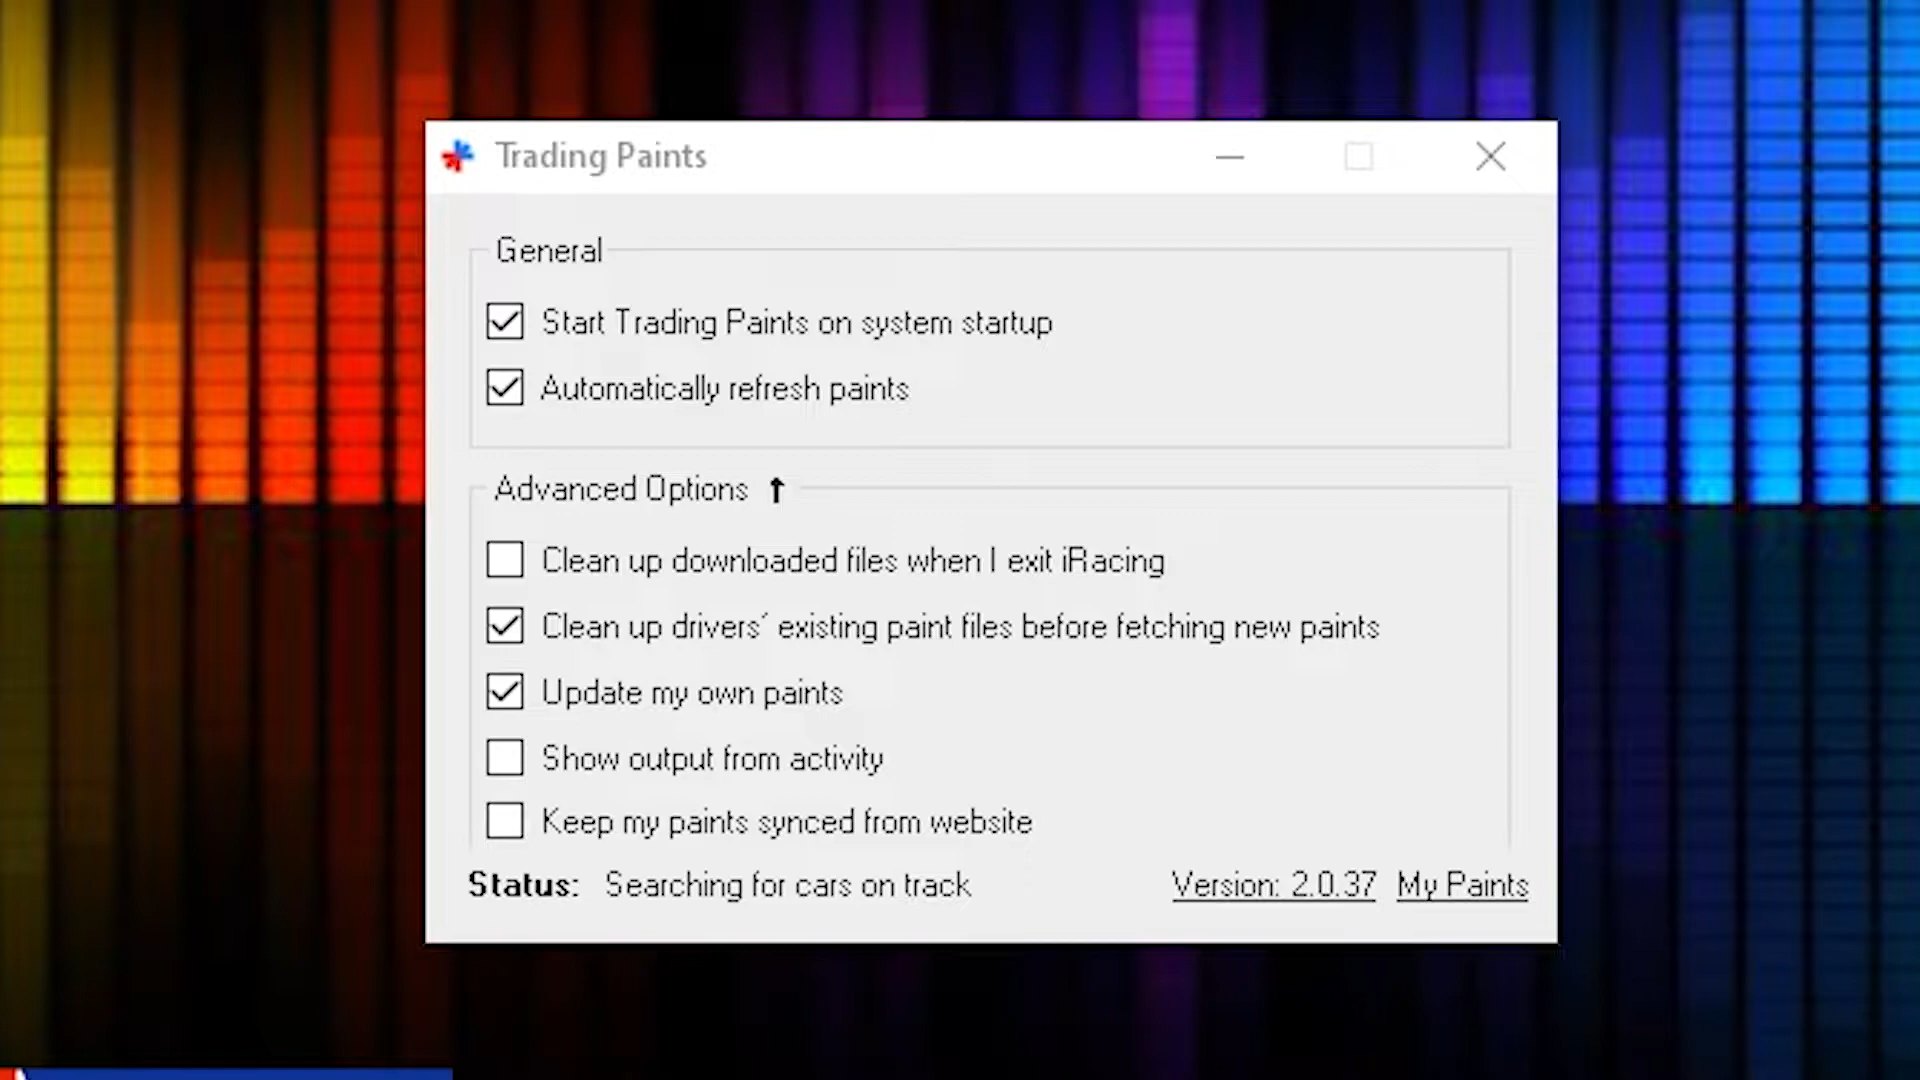 Trading Paints
General
Start Trading Paints on system startup
Automatically refresh paints
Advanced Options ↑
Clean up downloaded files when I exit iRacing
Clean up drivers' existing paint files before fetching new paints
Update my own paints
Show output from activity
Keep my paints synced from website
Status: Searching for cars on track Version: 2.0.37 My Paints